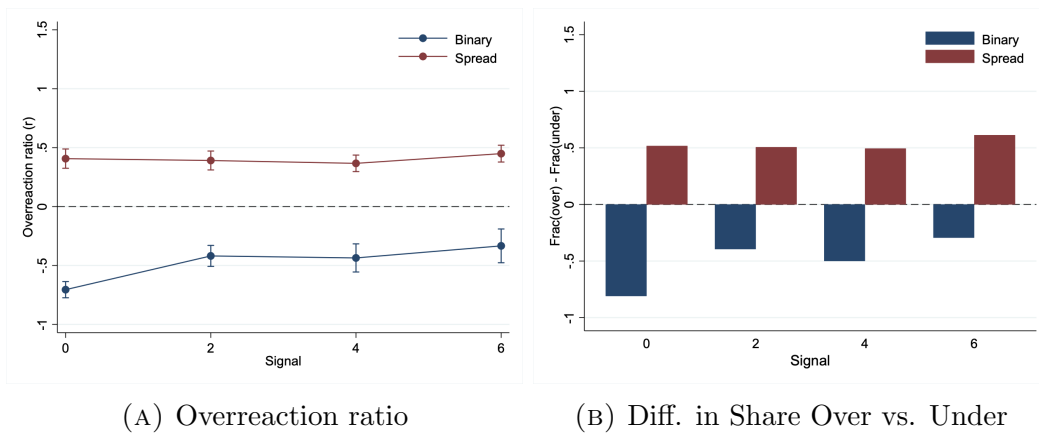 1.5
1
.5
0
-.5
-1
Overreaction ratio (r)
Binary
Spread
0
2
4
6
Signal
(A) Overreaction ratio
1.5
1
.5
0
-.5
-1
Frac(over) - Frac(under)
Binary
Spread
0
2
4
6
Signal
(B) Diff. in Share Over vs. Under